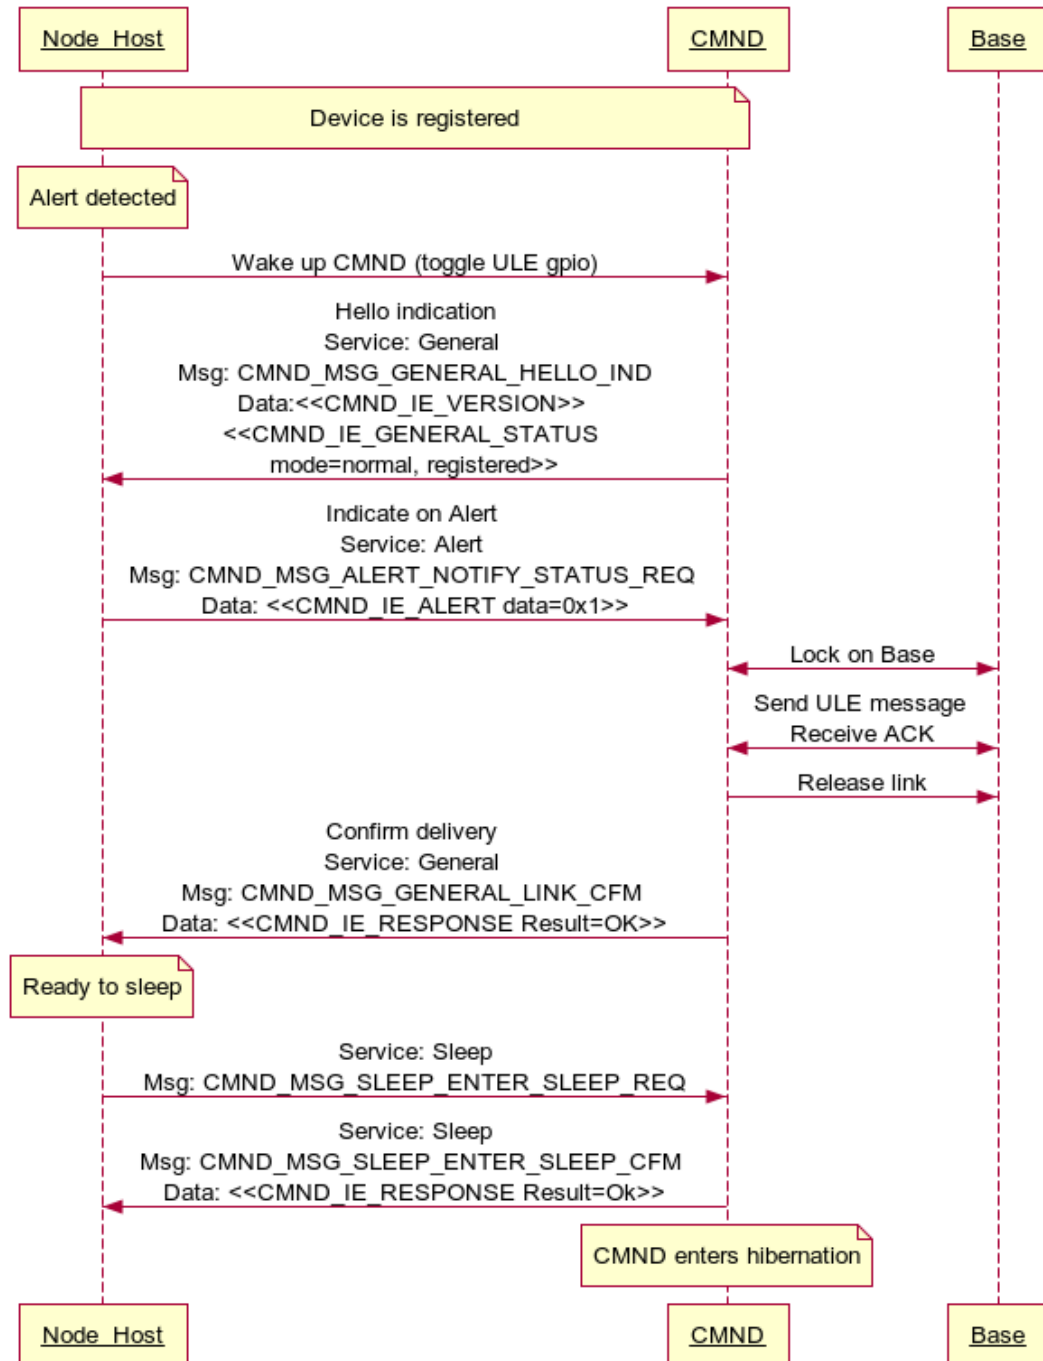 Node_Host
CMND
Base
Device is registered
Alert detected
Wake up CMND (toggle ULE gpio)
Hello indication
Service: General
Msg: CMND_MSG_GENERAL_HELLO_IND
Data:<<CMND_IE_VERSION>>
<<CMND_IE_GENERAL_STATUS
mode=normal, registered>>
Indicate on Alert
Service: Alert
Msg: CMND_MSG_ALERT_NOTIFY_STATUS_REQ
Data: <<CMND_IE_ALERT data=0x1>>
Lock on Base
Send ULE message
Receive ACK
Release link
Confirm delivery
Service: General
Msg: CMND_MSG_GENERAL_LINK_CFM
Data: <<CMND_IE_RESPONSE Result=OK>>
Ready to sleep
Service: Sleep
Msg: CMND_MSG_SLEEP_ENTER_SLEEP_REQ
Service: Sleep
Msg: CMND_MSG_SLEEP_ENTER_SLEEP_CFM
Data: <<CMND_IE_RESPONSE Result=Ok>>
CMND enters hibernation
Node_Host
CMND
Base